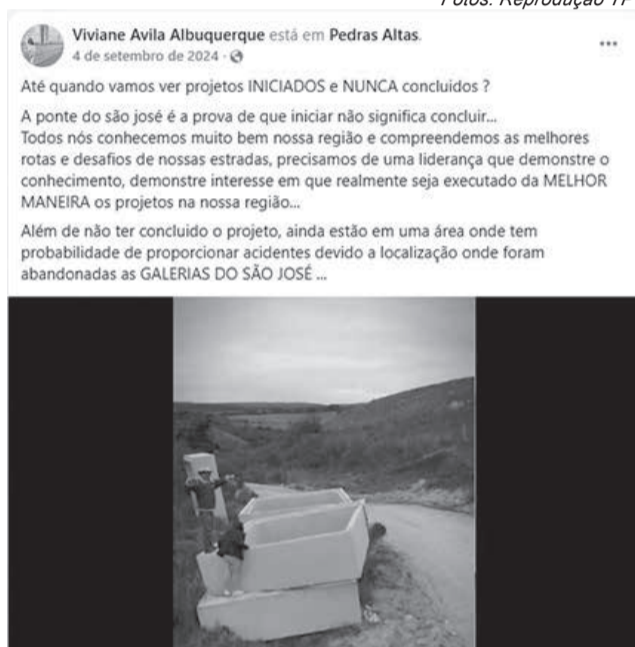 Fotos: Reprodução TP
Viviane Avila Albuquerque está em Pedras Altas.
4 de setembro de 2024 ·
Até quando vamos ver projetos INICIADOS e NUNCA concluidos ?
A ponte do são josé é a prova de que iniciar não significa concluir...
Todos nós conhecemos muito bem nossa região e compreendemos as melhores
rotas e desafios de nossas estradas, precisamos de uma liderança que demonstre o
conhecimento, demonstre interesse em que realmente seja executado da MELHOR
MANEIRA os projetos na nossa região...
Além de não ter concluido o projeto, ainda estão em uma área onde tem
probabilidade de proporcionar acidentes devido a localização onde foram
abandonadas as GALERIAS DO SÃO JOSÉ ...